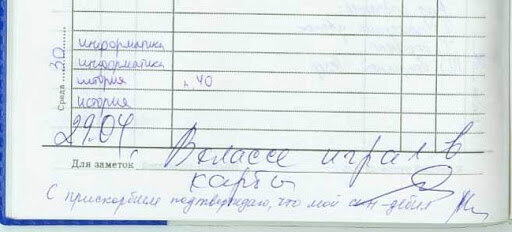 Среда 30
информатика
информатика
история п. 40
история
29.04
Для заметок В классе играл в
карты
С прискорбием подтверждаю, что мой сын - дебил